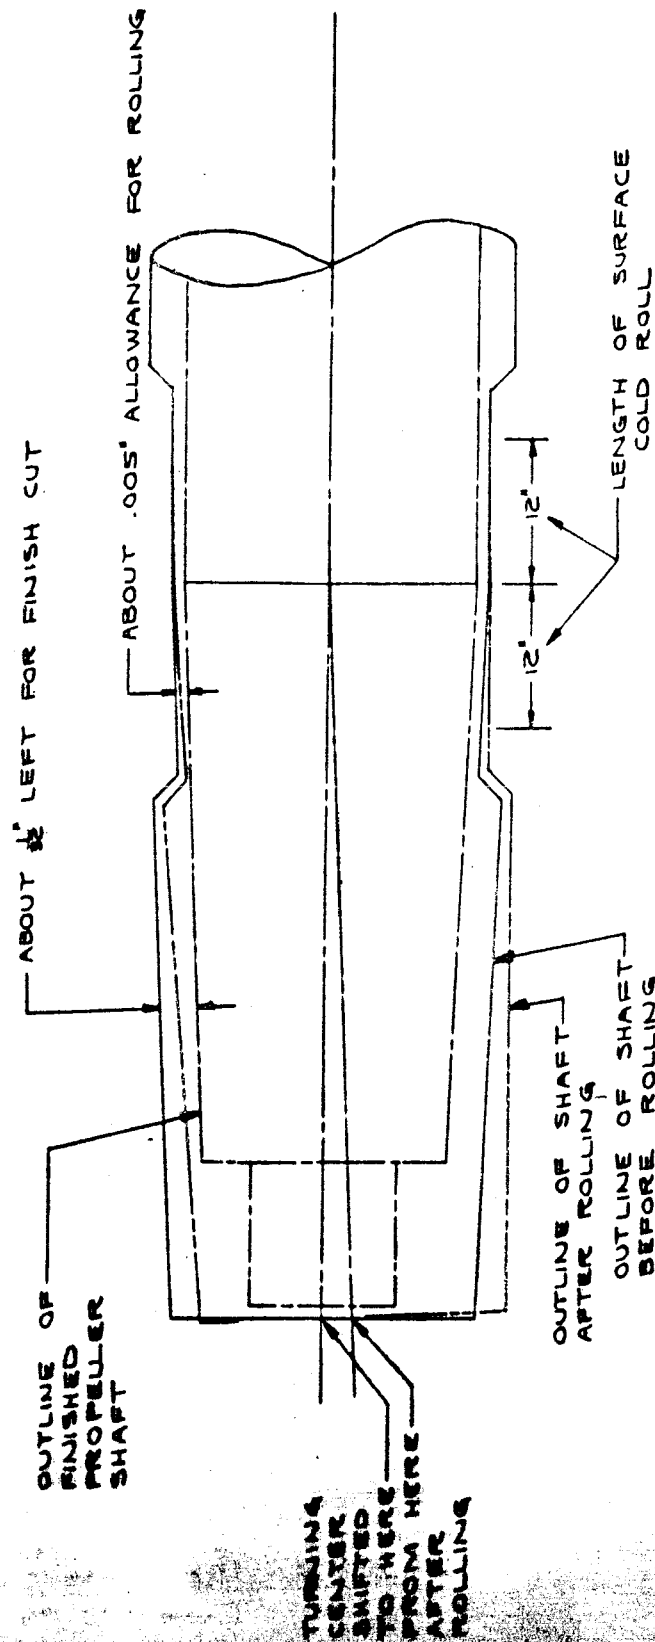 ABOUT 1/32" LEFT FOR FINISH CUT
ABOUT .005" ALLOWANCE FOR ROLLING
OUTLINE OF
FINISHED
PROPELLER
SHAFT
TURNING
CENTER
SHIFTED
TO HERE
FROM HERE
AFTER
ROLLING
12"
12"
LENGTH OF SURFACE
COLD ROLL
OUTLINE OF SHAFT
AFTER ROLLING
OUTLINE OF SHAFT
BEFORE ROLLING